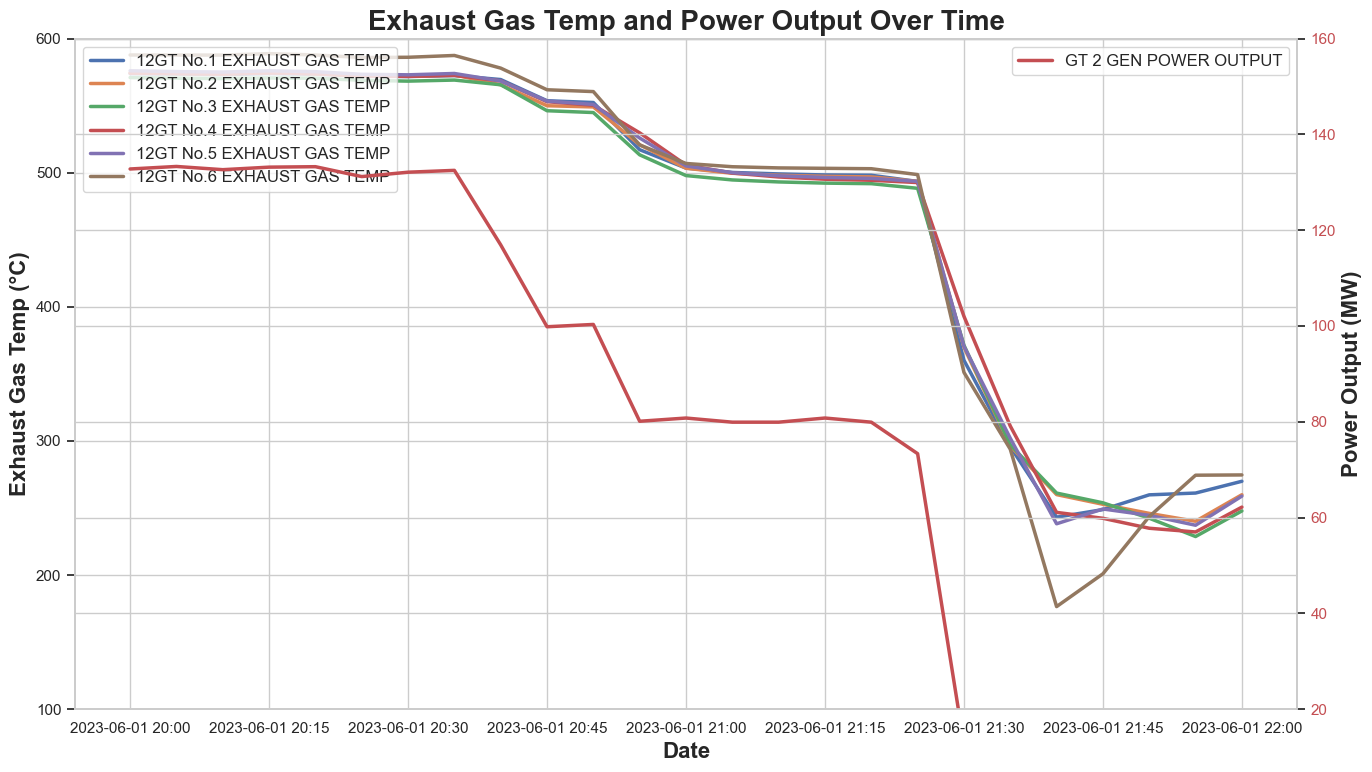 Exhaust Gas Temp and Power Output Over Time
600
500
400
300
200
100
Exhaust Gas Temp (°C)
12GT No.1 EXHAUST GAS TEMP
12GT No.2 EXHAUST GAS TEMP
12GT No.3 EXHAUST GAS TEMP
12GT No.4 EXHAUST GAS TEMP
12GT No.5 EXHAUST GAS TEMP
12GT No.6 EXHAUST GAS TEMP
GT 2 GEN POWER OUTPUT
160
140
120
100
80
60
40
20
Power Output (MW)
2023-06-01 20:00 2023-06-01 20:15 2023-06-01 20:30 2023-06-01 20:45 2023-06-01 21:00 2023-06-01 21:15 2023-06-01 21:30 2023-06-01 21:45 2023-06-01 22:00
Date